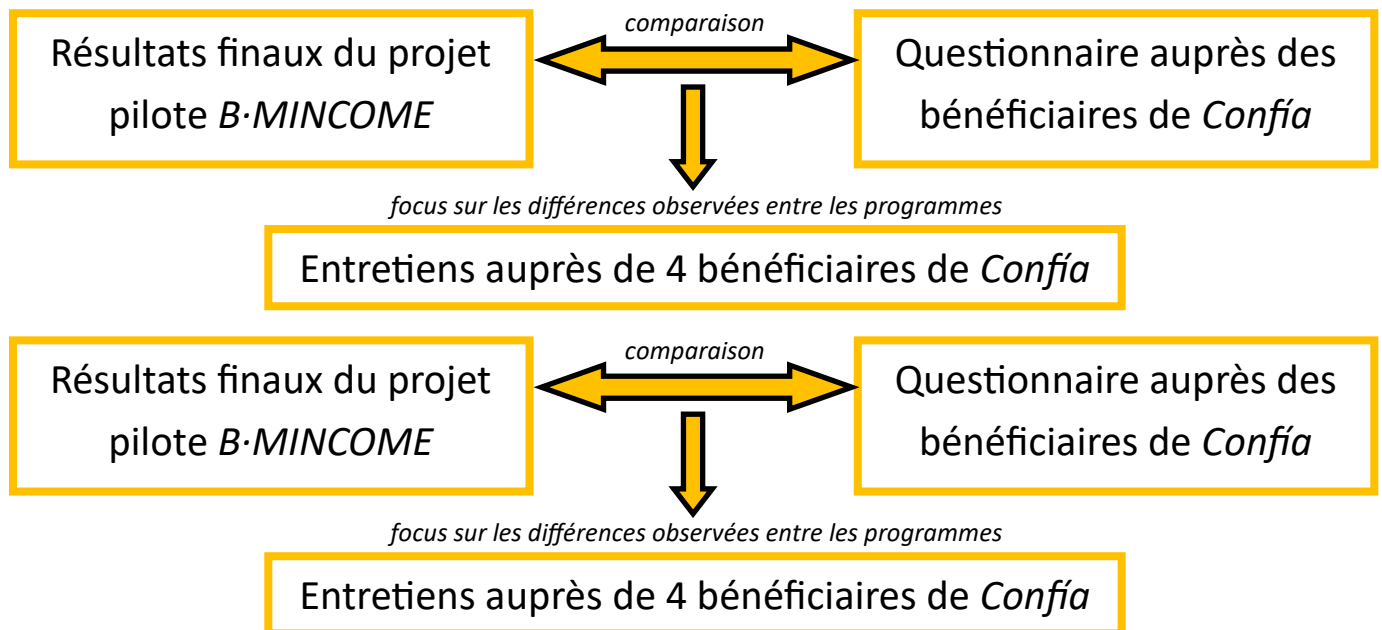 comparaison
Résultats finaux du projet
pilote B·MINCOME
Questionnaire auprès des
bénéficiaires de Confía
focus sur les différences observées entre les programmes
Entretiens auprès de 4 bénéficiaires de Confía
comparaison
Résultats finaux du projet
pilote B·MINCOME
Questionnaire auprès des
bénéficiaires de Confía
focus sur les différences observées entre les programmes
Entretiens auprès de 4 bénéficiaires de Confía